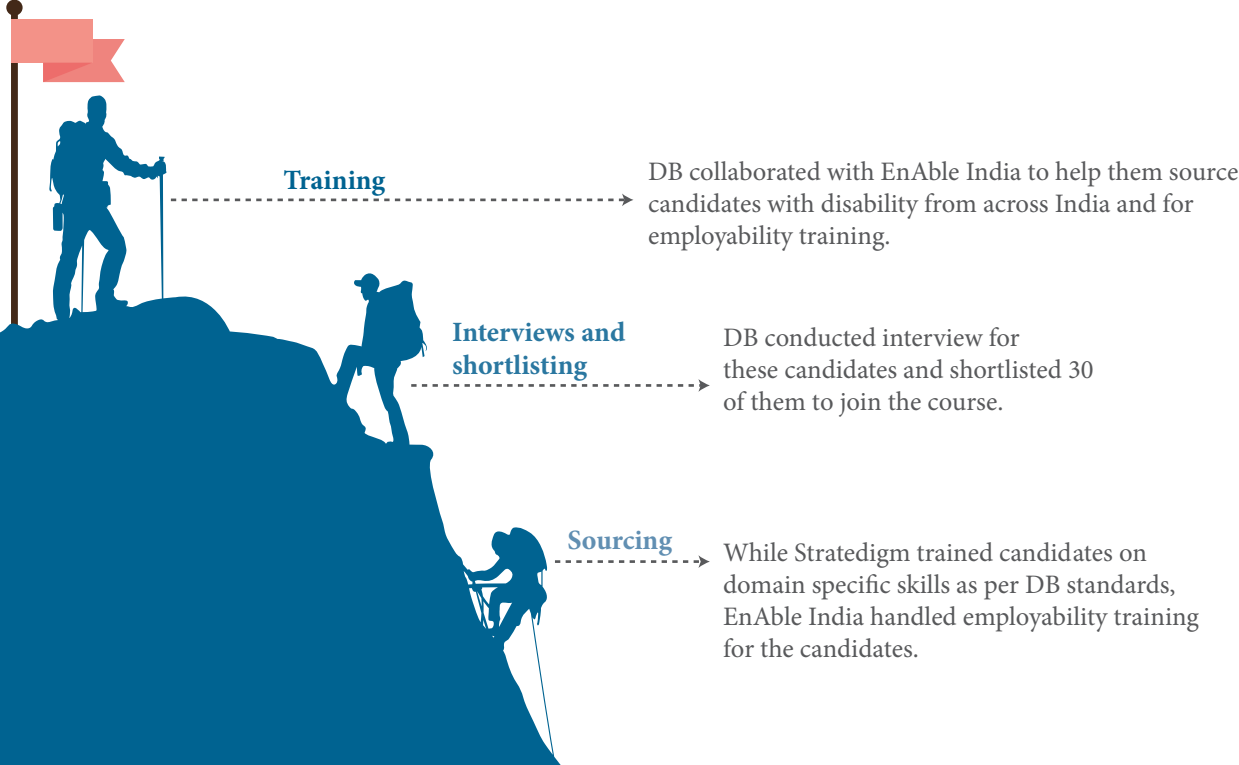 Training
DB collaborated with EnAble India to help them source
candidates with disability from across India and for
employability training.
Interviews and
shortlisting
DB conducted interview for
these candidates and shortlisted 30
of them to join the course.
Sourcing
While Stratedigm trained candidates on
domain specific skills as per DB standards,
EnAble India handled employability training
for the candidates.